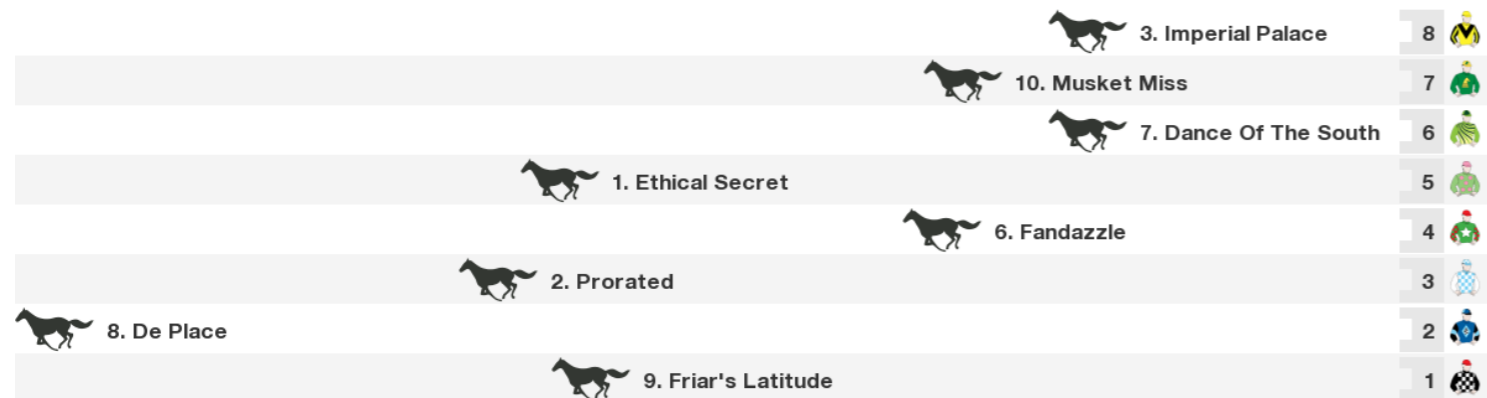 3. Imperial Palace 8
10. Musket Miss 7
7. Dance Of The South 6
1. Ethical Secret 5
6. Fandazzle 4
2. Prorated 3
8. De Place 2
9. Friar's Latitude 1